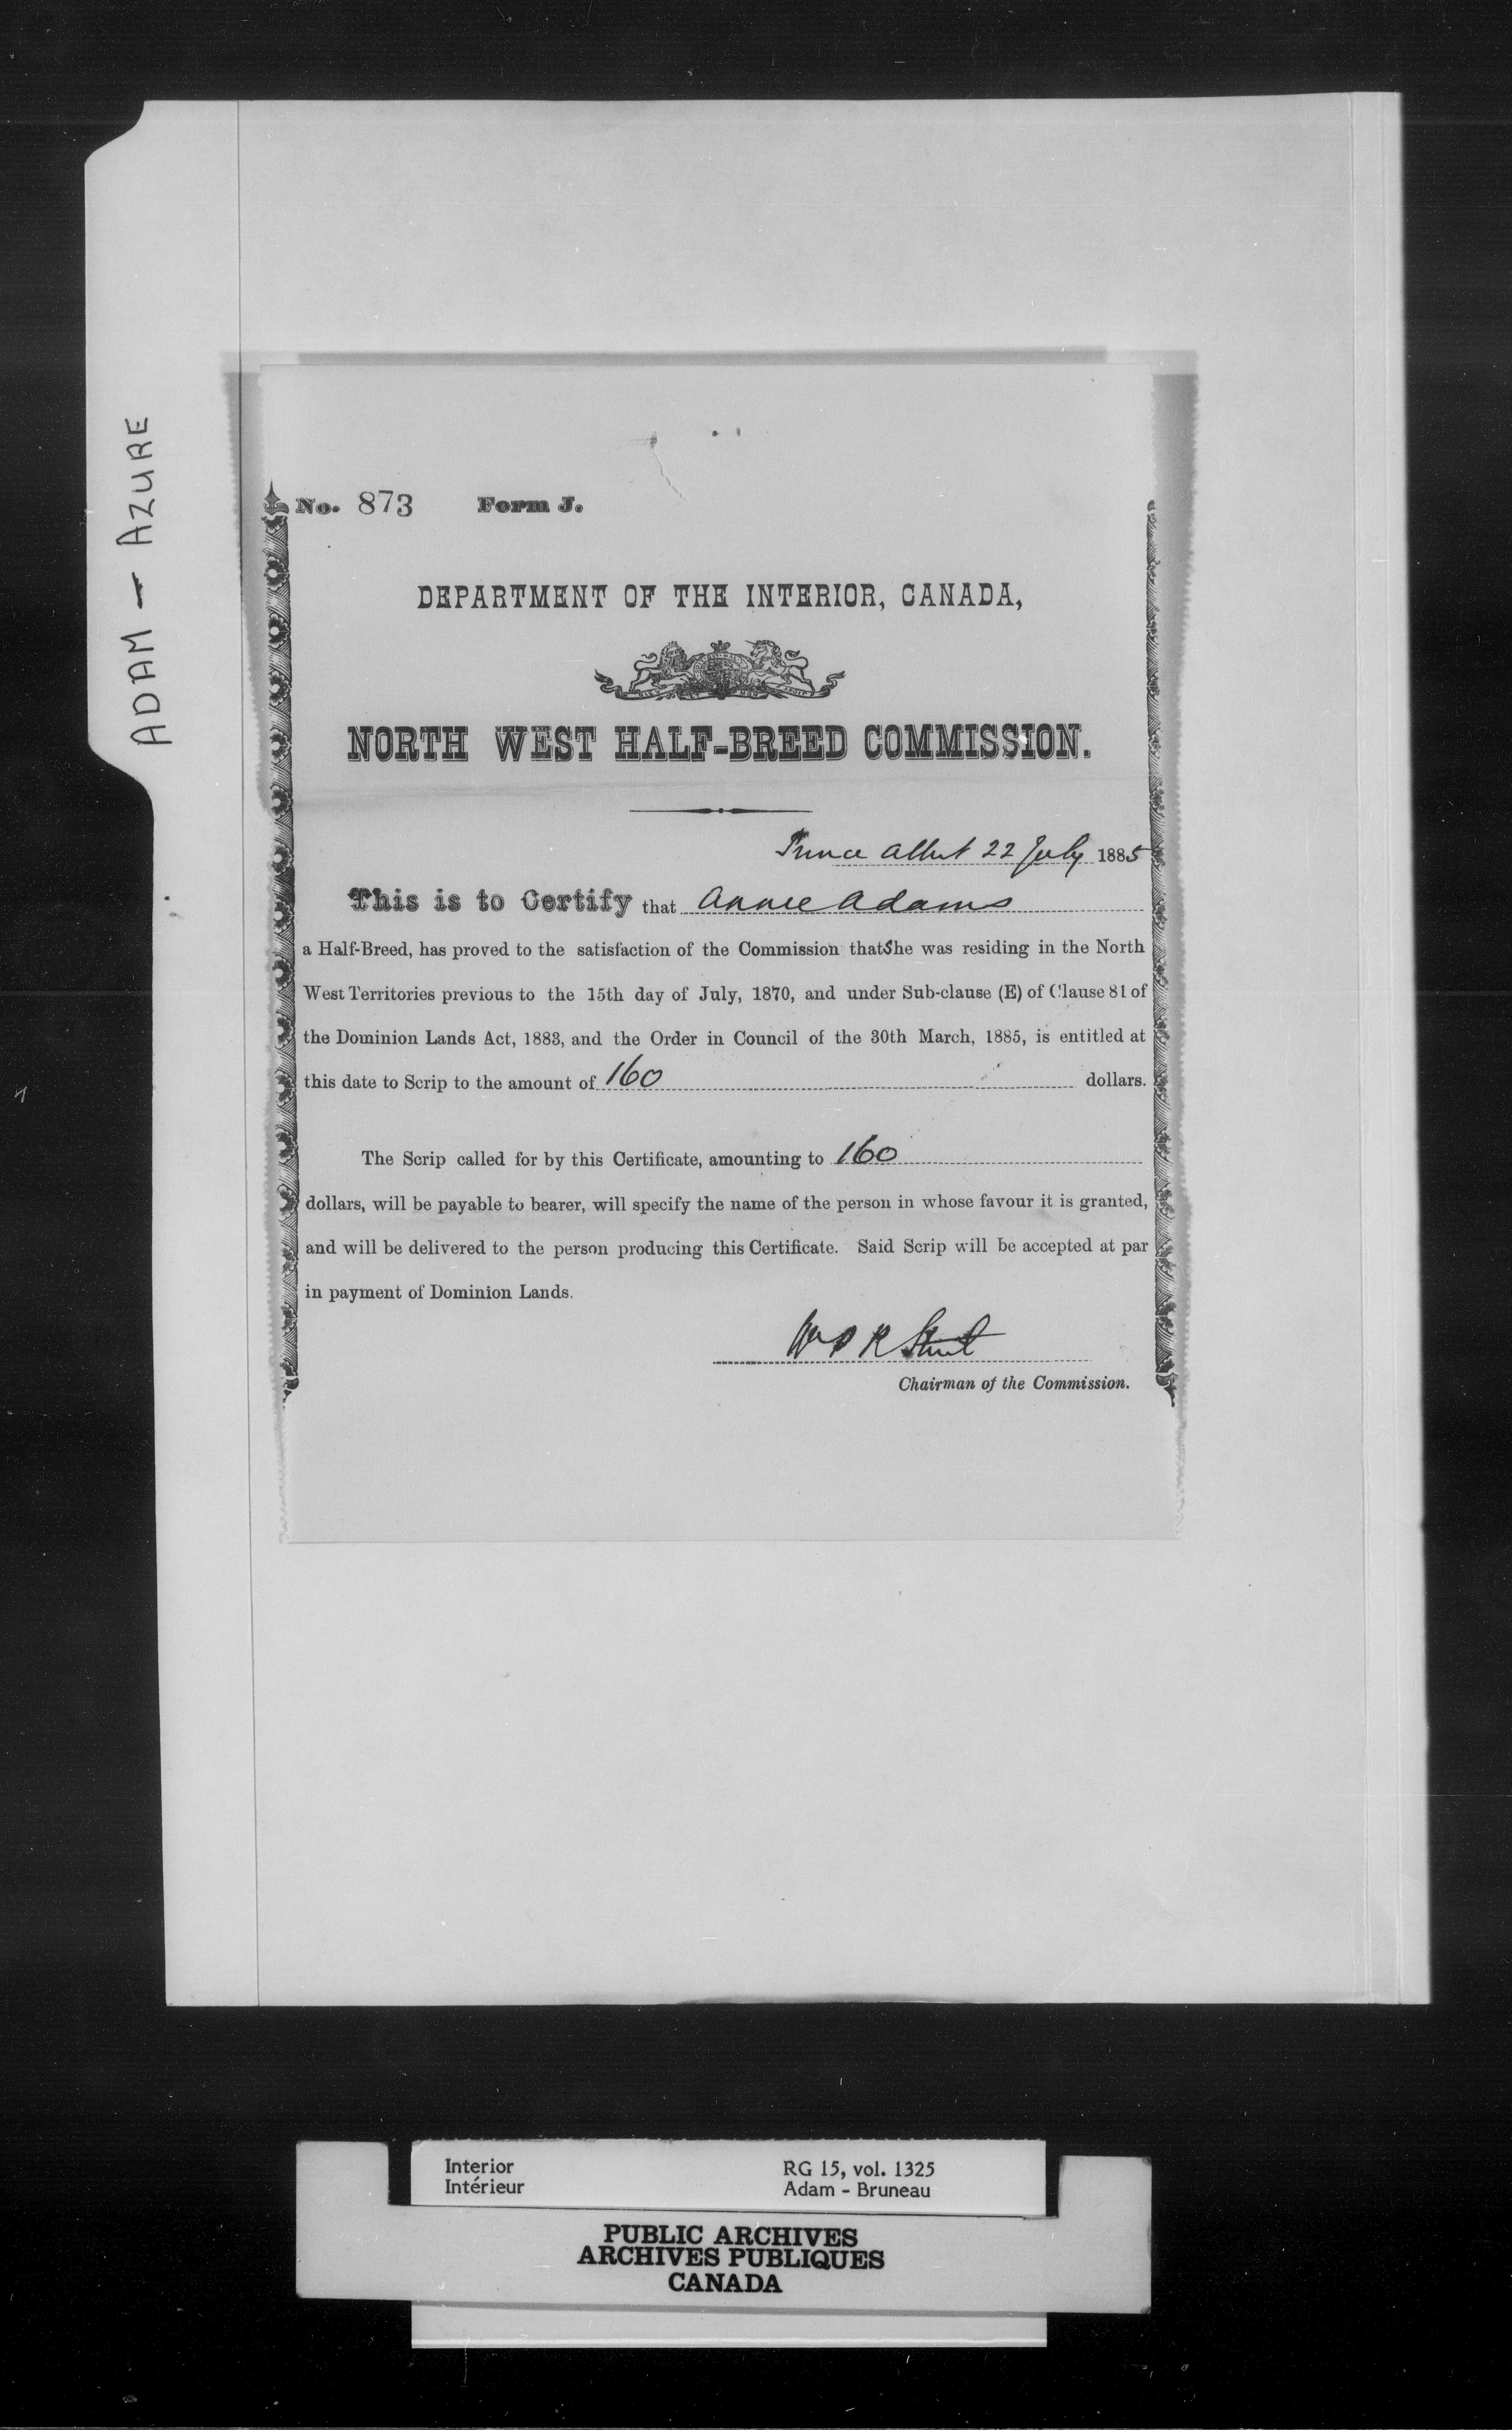 ADAM - AZURE
No. 873 Form J.
DEPARTMENT OF THE INTERIOR, CANADA,
NORTH WEST HALF-BREED COMMISSION.
Prince Albert 22 July 1885
This is to Certify that Annie Adams
a Half-Breed, has proved to the satisfaction of the Commission that She was residing in the North
West Territories previous to the 15th day of July, 1870, and under Sub-clause (E) of Clause 81 of
the Dominion Lands Act, 1883, and the Order in Council of the 30th March, 1885, is entitled at
this date to Scrip to the amount of 160 dollars.
The Scrip called for by this Certificate, amounting to 160
dollars, will be payable to bearer, will specify the name of the person in whose favour it is granted,
and will be delivered to the person producing this Certificate. Said Scrip will be accepted at par
in payment of Dominion Lands.
Wm P R Street
Chairman of the Commission.
Interior RG 15, vol. 1325
Intérieur Adam - Bruneau
PUBLIC ARCHIVES
ARCHIVES PUBLIQUES
CANADA